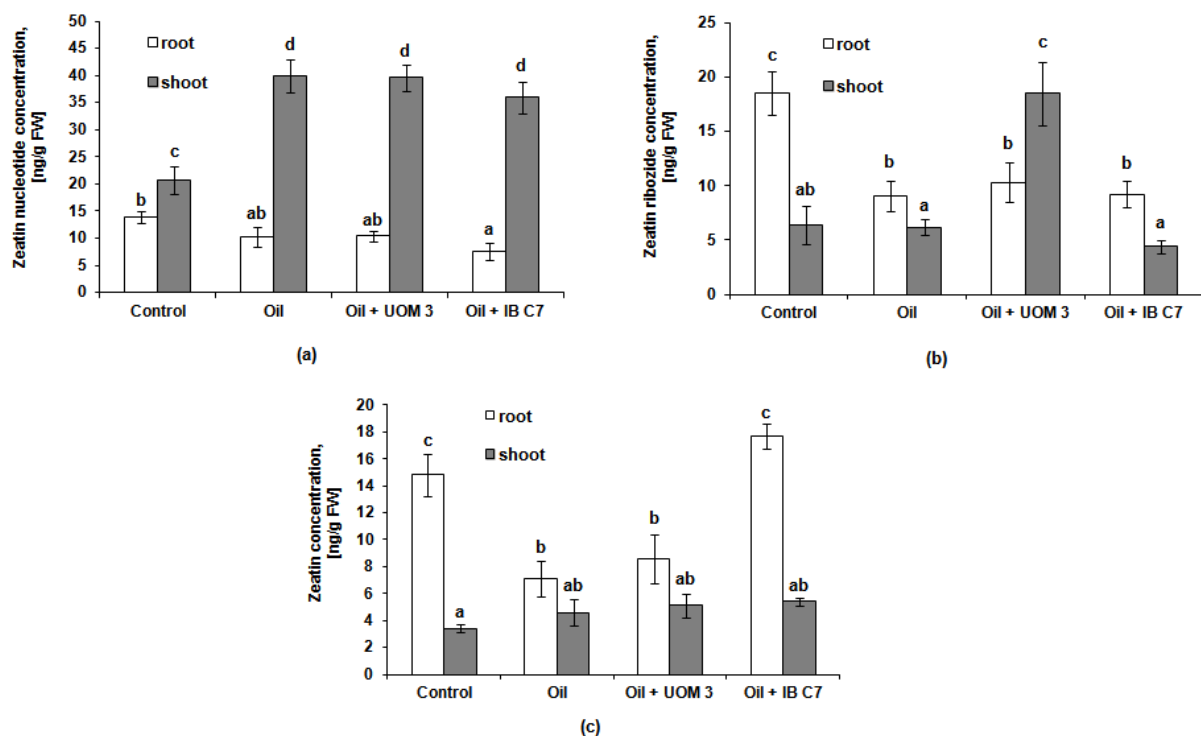 Zeatin nucleotide concentration,
[ng/g FW]
50
45
40
35
30
25
20
15
10
5
0
root
shoot
b
c
ab
d
ab
d
a
d
Control
Oil
Oil + UOM 3
Oil + IB C7
(a)
Zeatin ribozide concentration,
[ng/g FW]
25
20
15
10
5
0
root
shoot
c
ab
b
a
b
c
b
a
Control
Oil
Oil + UOM 3
Oil + IB C7
(b)
Zeatin concentration,
[ng/g FW]
20
18
16
14
12
10
8
6
4
2
0
root
shoot
c
a
b
ab
b
ab
c
ab
Control
Oil
Oil + UOM 3
Oil + IB C7
(c)